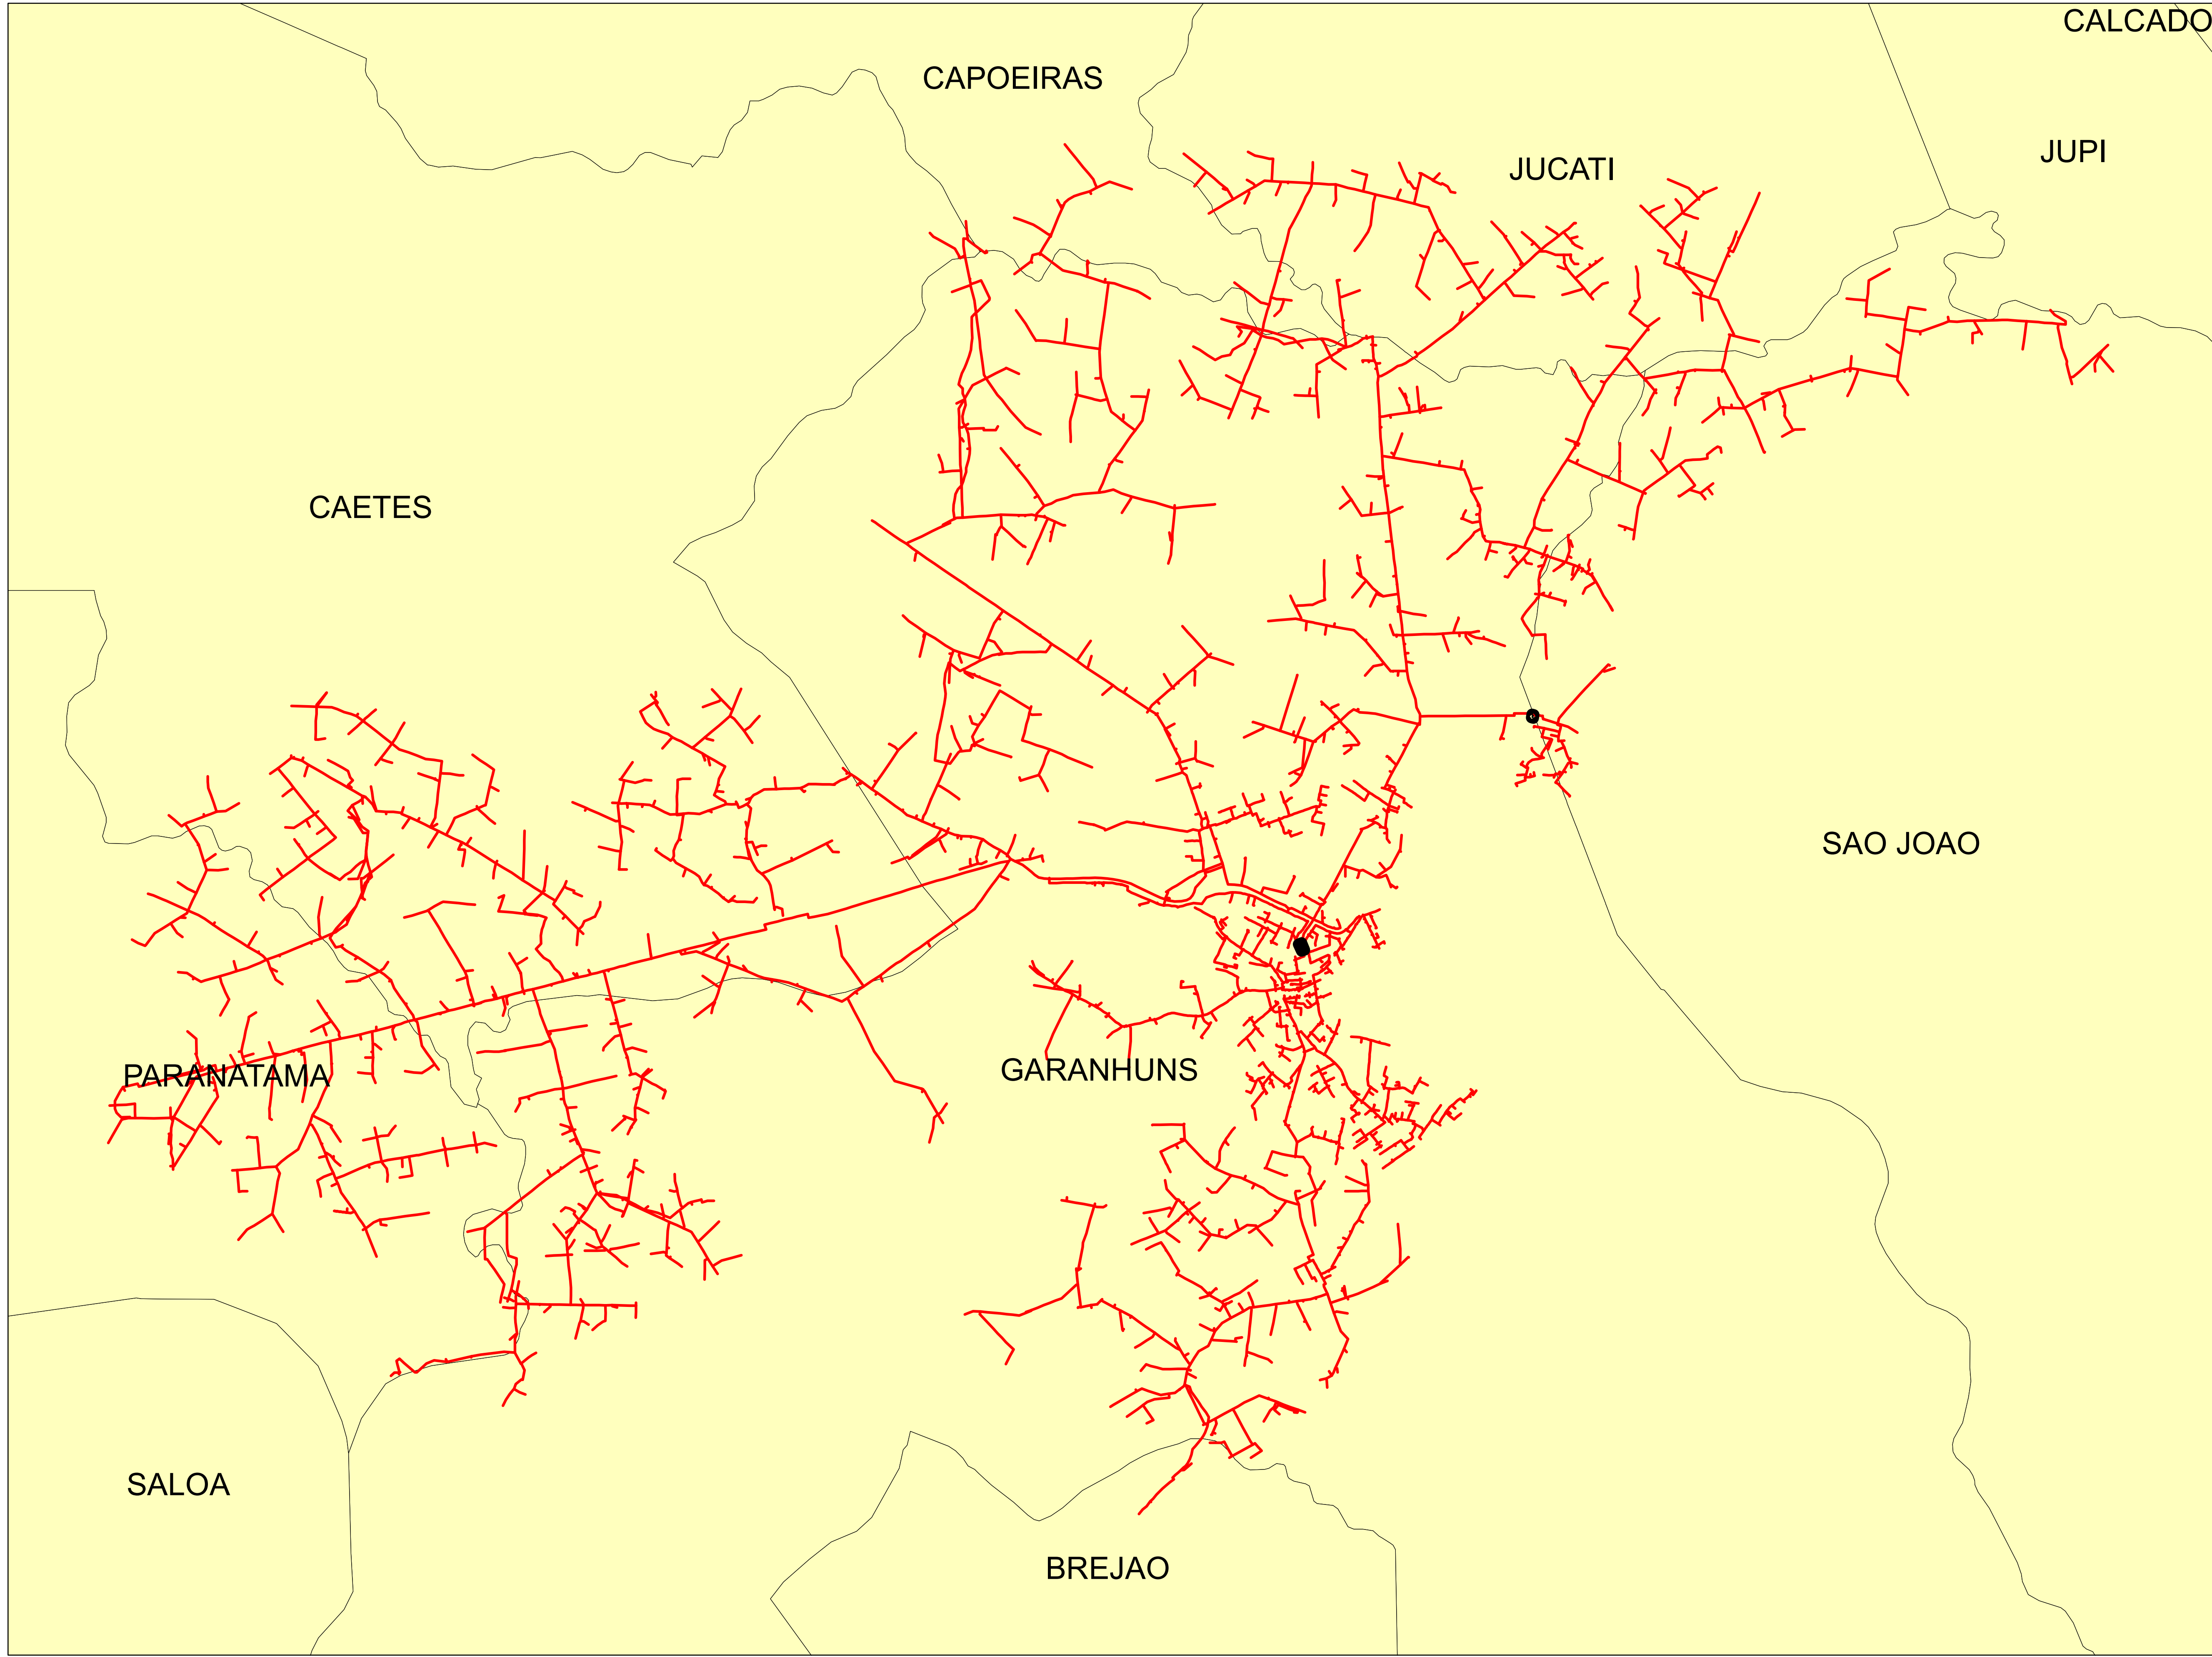 CALCADO
CAPOEIRAS
JUPI
JUCATI
CAETES
SAO JOAO
GARANHUNS
PARANATAMA
SALOA
BREJAO